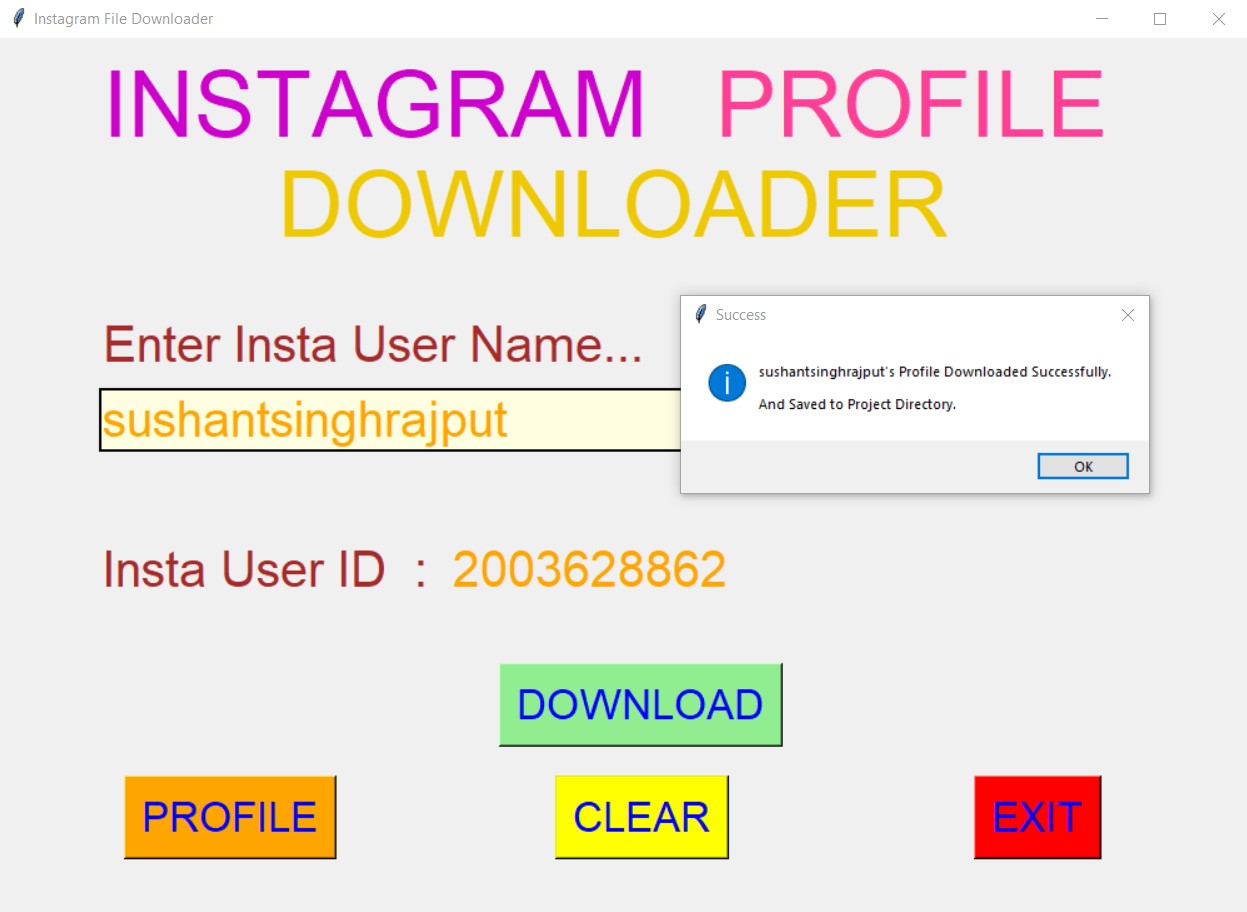 Instagram File Downloader
INSTAGRAM PROFILE
DOWNLOADER
Enter Insta User Name...
sushantsinghrajput
Success
sushantsinghrajput's Profile Downloaded Successfully.
And Saved to Project Directory.
OK
Insta User ID : 2003628862
DOWNLOAD
PROFILE CLEAR EXIT